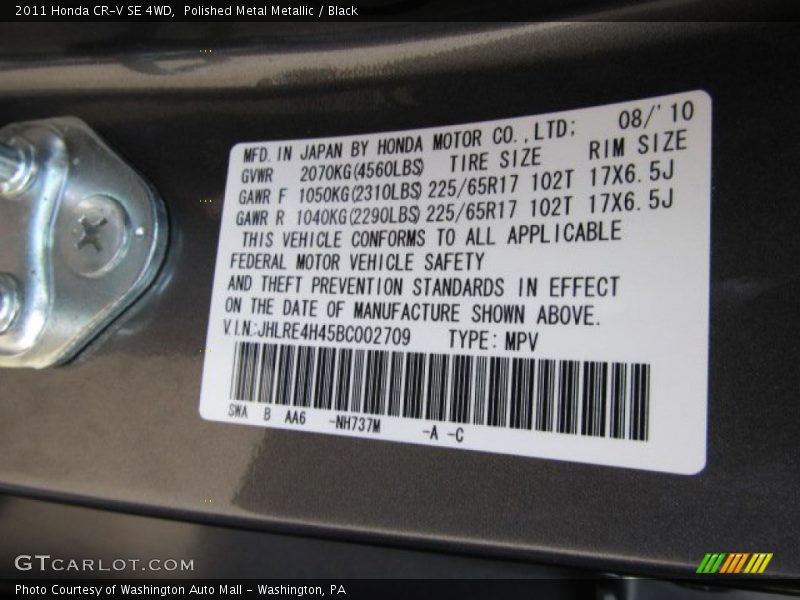 2011 Honda CR-V SE 4WD, Polished Metal Metallic / Black
MFD. IN JAPAN BY HONDA MOTOR CO., LTD; 08/'10
GVWR 2070KG(4560LBS) TIRE SIZE RIM SIZE
GAWR F 1050KG(2310LBS) 225/65R17 102T 17X6.5J
GAWR R 1040KG(2290LBS) 225/65R17 102T 17X6.5J
THIS VEHICLE CONFORMS TO ALL APPLICABLE
FEDERAL MOTOR VEHICLE SAFETY
AND THEFT PREVENTION STANDARDS IN EFFECT
ON THE DATE OF MANUFACTURE SHOWN ABOVE.
V.I.N:JHLRE4H45BC002709 TYPE: MPV
SWA B AA6 -NH737M -A -C
GTCARLOT.COM
Photo Courtesy of Washington Auto Mall - Washington, PA